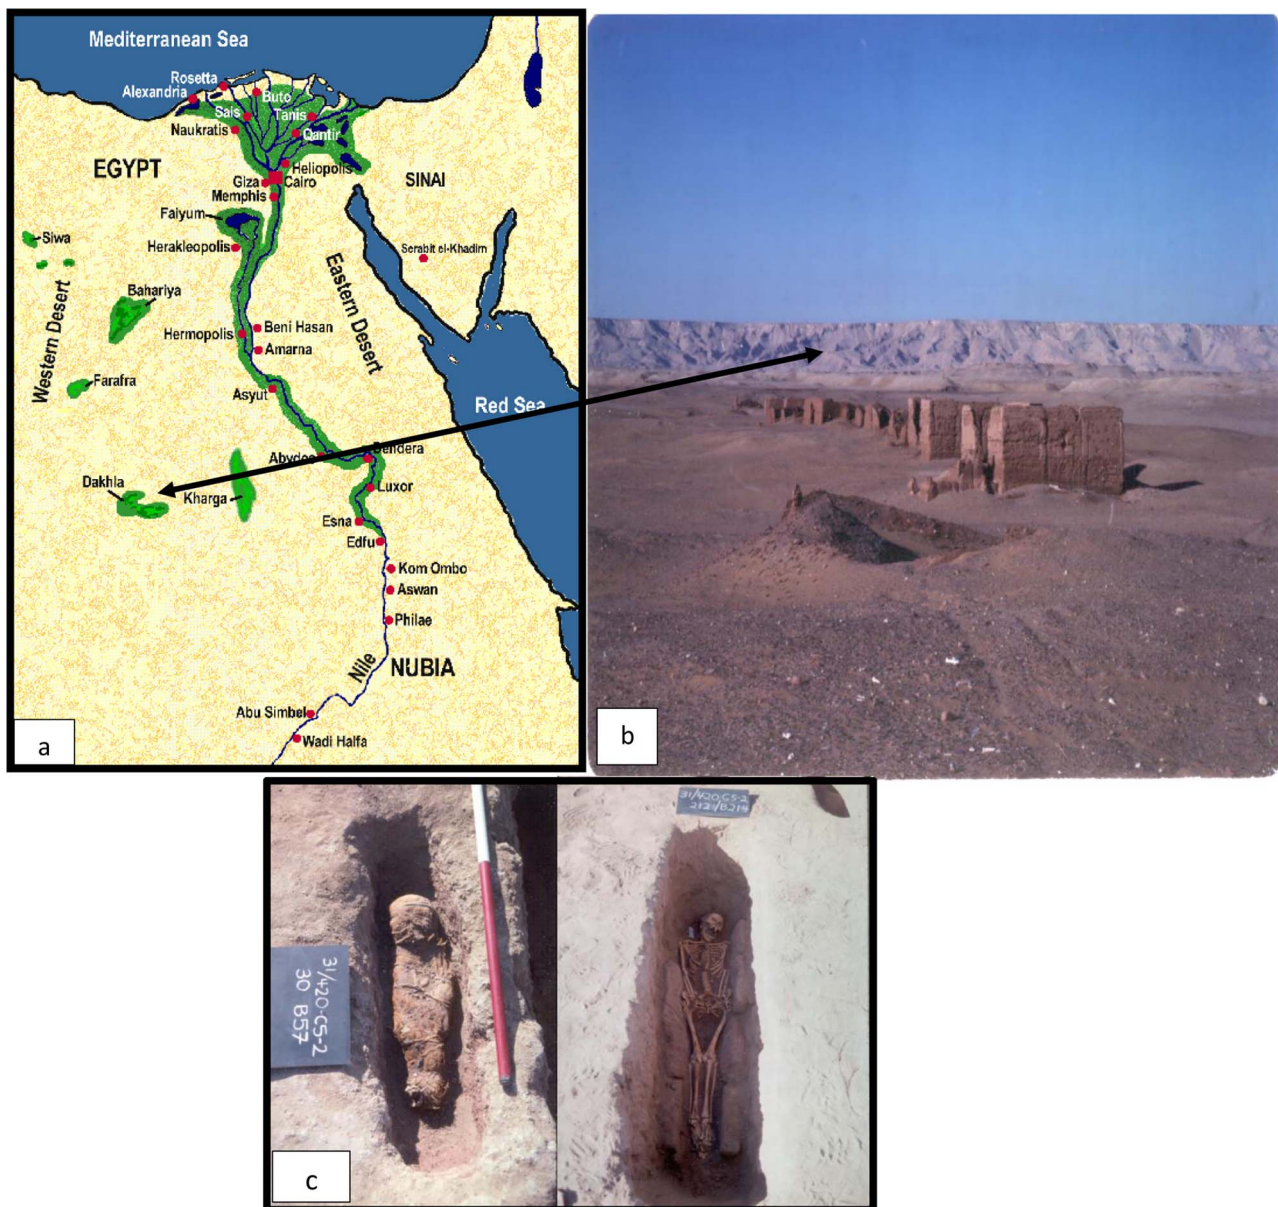 Mediterranean Sea
Rosetta
Alexandria
Buto
Sais
Tanis
Naukratis
Qantir
EGYPT
Heliopolis
Giza
Cairo
SINAI
Memphis
Faiyum
Siwa
Herakleopolis
Serabit el-Khadim
Eastern Desert
Western Desert
Bahariya
Hermopolis
Beni Hasan
Amarna
Farafra
Asyut
Red Sea
Abydos
Dendera
Dakhla
Kharga
Luxor
Esna
Edfu
Kom Ombo
Aswan
Philae
Nile
NUBIA
Abu Simbel
Wadi Halfa
a
b
31/420-C5-2
30 B57
31/420-C5-2
c